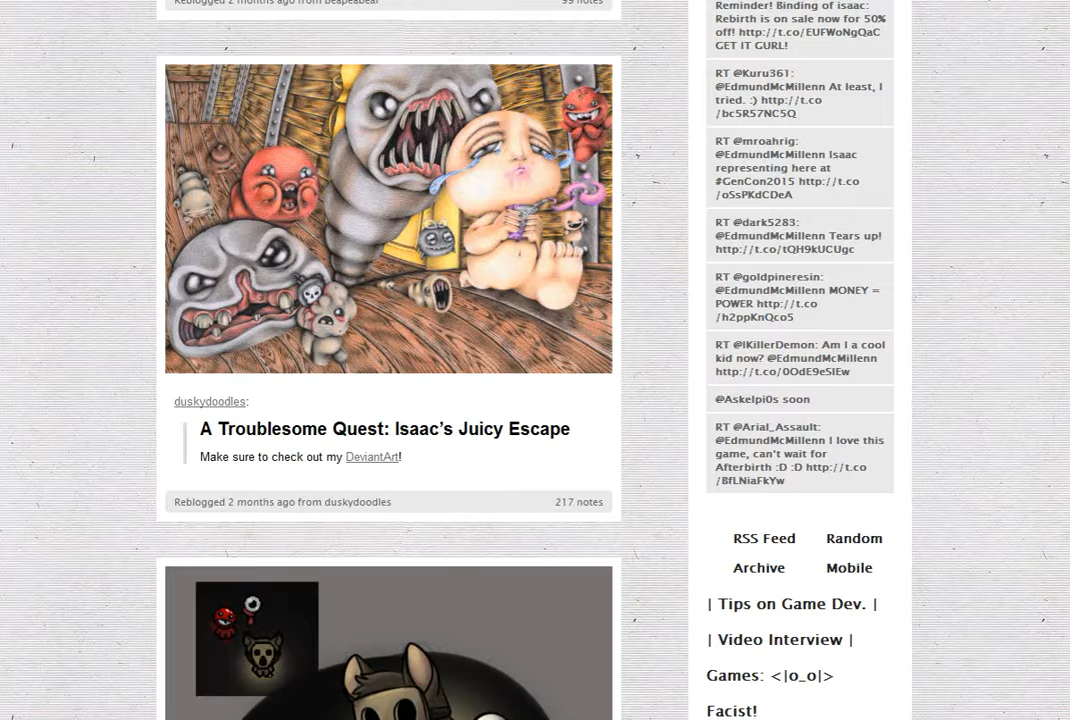 Reblogged 2 months ago from beapeabear
99 notes
duskydoodles:
A Troublesome Quest: Isaac's Juicy Escape
Make sure to check out my DeviantArt!
Reblogged 2 months ago from duskydoodles
217 notes
Reminder! Binding of isaac:
Rebirth is on sale now for 50%
off! http://t.co/EUFWoNgQaC
GET IT GURL!
RT @Kuru361:
@EdmundMcMillenn At least, I
tried. :) http://t.co
/bc5R57NC5Q
RT @mroahrig:
@EdmundMcMillenn Isaac
representing here at
#GenCon2015 http://t.co
/oSsPKdCDeA
RT @dark5283:
@EdmundMcMillenn Tears up!
http://t.co/tQH9kUCUgc
RT @goldpineresin:
@EdmundMcMillenn MONEY =
POWER http://t.co
/h2ppKnQco5
RT @IKillerDemon: Am I a cool
kid now? @EdmundMcMillenn
http://t.co/0OdE9eSIEw
@Askelpi0s soon
RT @Arial_Assault:
@EdmundMcMillenn I love this
game, can't wait for
Afterbirth :D :D http://t.co
/BfLNiaFkYw
RSS Feed Random
Archive Mobile
| Tips on Game Dev. |
| Video Interview |
Games: <|o_o|>
Facist!